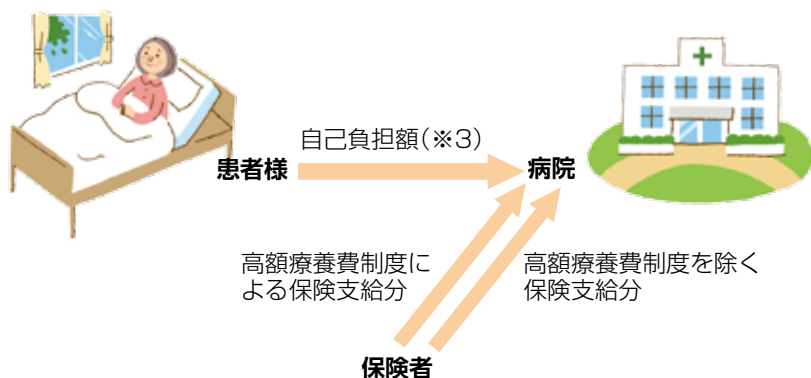 自己負担額(※3)
患者様
病院
高額療養費制度に
よる保険支給分
高額療養費制度を除く
保険支給分
保険者